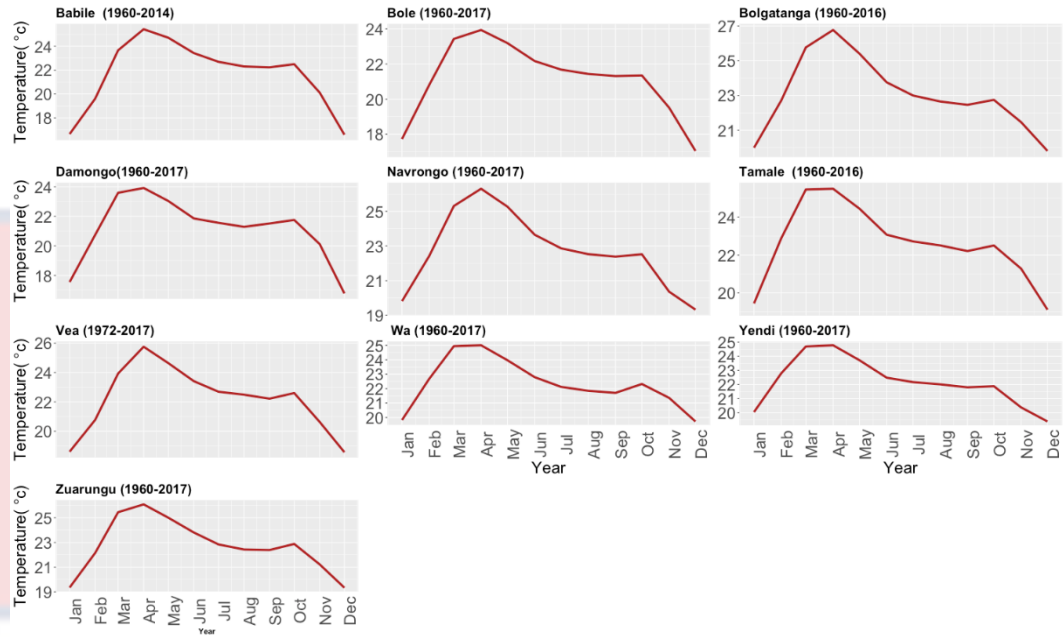 Babile (1960-2014)
Bole (1960-2017)
Bolgatanga (1960-2016)
Temperature( °c)
24
22
20
18
24
22
20
18
27
25
23
21
Damongo(1960-2017)
Navrongo (1960-2017)
Tamale (1960-2016)
Temperature( °c)
24
22
20
18
25
23
21
19
24
22
20
Vea (1972-2017)
Wa (1960-2017)
Yendi (1960-2017)
Temperature( °c)
26
24
22
20
25
24
23
22
21
20
25
24
23
22
21
20
Jan
Feb
Mar
Apr
May
Jun
Jul
Aug
Sep
Oct
Nov
Dec
Year
Jan
Feb
Mar
Apr
May
Jun
Jul
Aug
Sep
Oct
Nov
Dec
Year
Zuarungu (1960-2017)
Temperature( °c)
25
23
21
19
Jan
Feb
Mar
Apr
May
Jun
Jul
Aug
Sep
Oct
Nov
Dec
Year